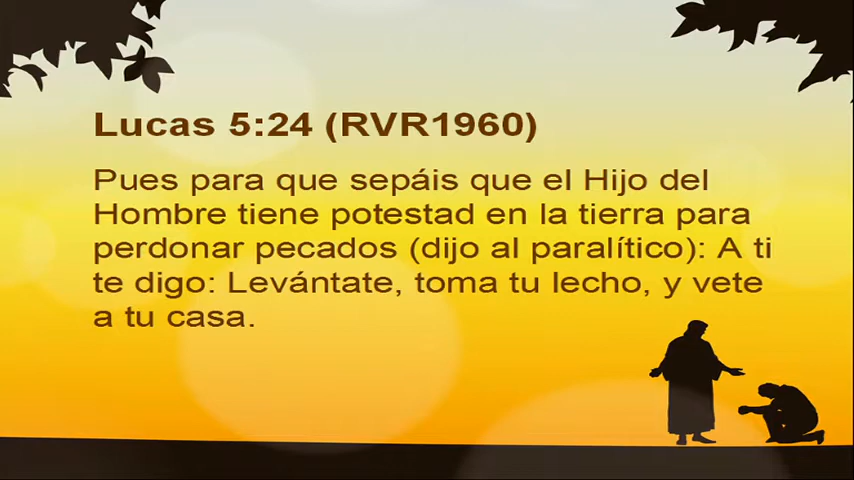 Lucas 5:24 (RVR1960)
Pues para que sepáis que el Hijo del
Hombre tiene potestad en la tierra para
perdonar pecados (dijo al paralítico): A ti
te digo: Levántate, toma tu lecho, y vete
a tu casa.